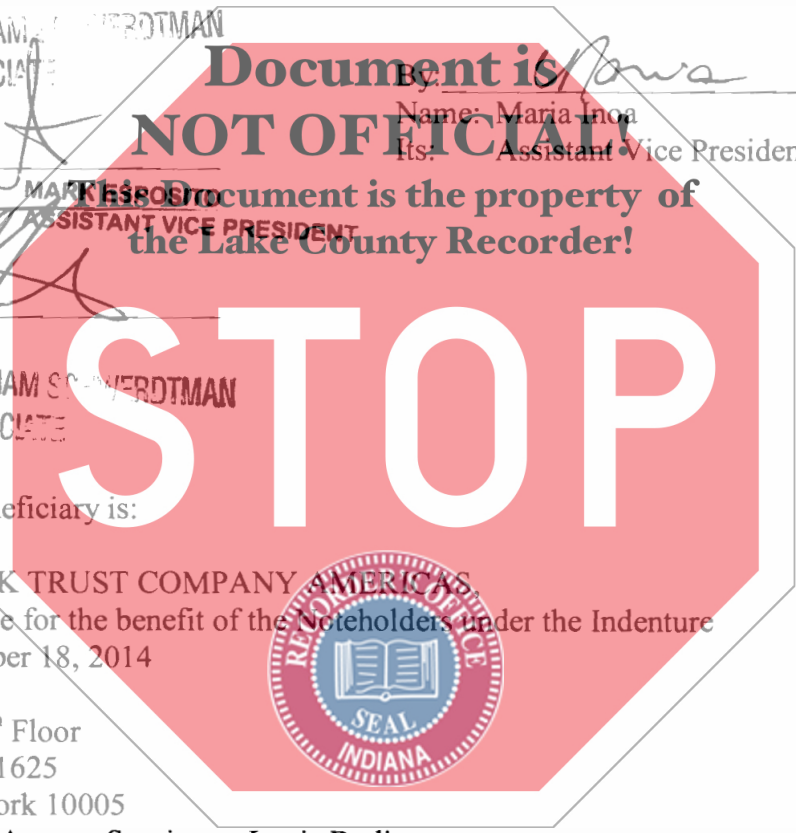 Document is
By:
NOT OFFICIAL!
Name: Maria Inoa
Its: Assistant Vice Presiden
This Document is the property of
MARK ESPOSITO
ASSISTANT VICE PRESIDENT
the Lake County Recorder!
STOP
eficiary is:
K TRUST COMPANY AMERICAS,
e for the benefit of the Noteholders under the Indenture
ber 18, 2014
RECORDER'S OFFICE
SEAL
INDIANA
Floor
1625
ork 10005